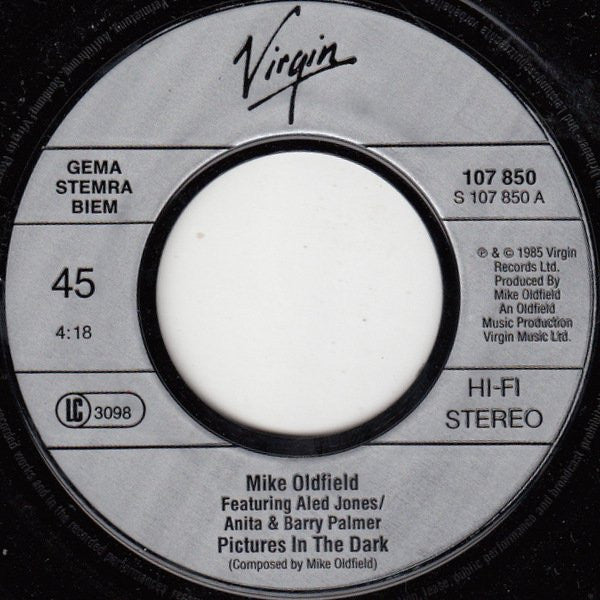 Virgin
GEMA
STEMRA
BIEM
107 850
S 107 850 A
45
4:18
℗ & © 1985 Virgin
Records Ltd.
Produced By
Mike Oldfield
An Oldfield
Music Production
Virgin Music Ltd.
LC 3098
HI-FI
STEREO
Mike Oldfield
Featuring Aled Jones/
Anita & Barry Palmer
Pictures In The Dark
(Composed by Mike Oldfield)